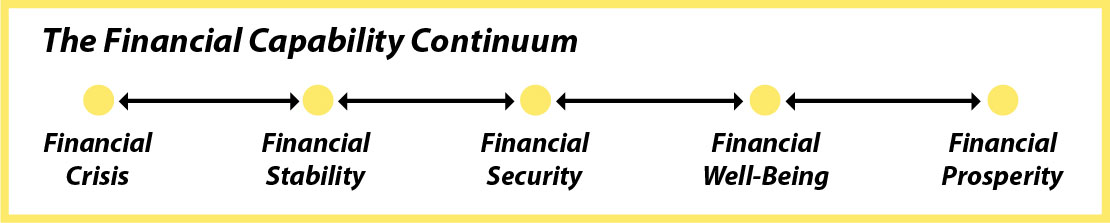 The Financial Capability Continuum
Financial Crisis
Financial Stability
Financial Security
Financial Well-Being
Financial Prosperity